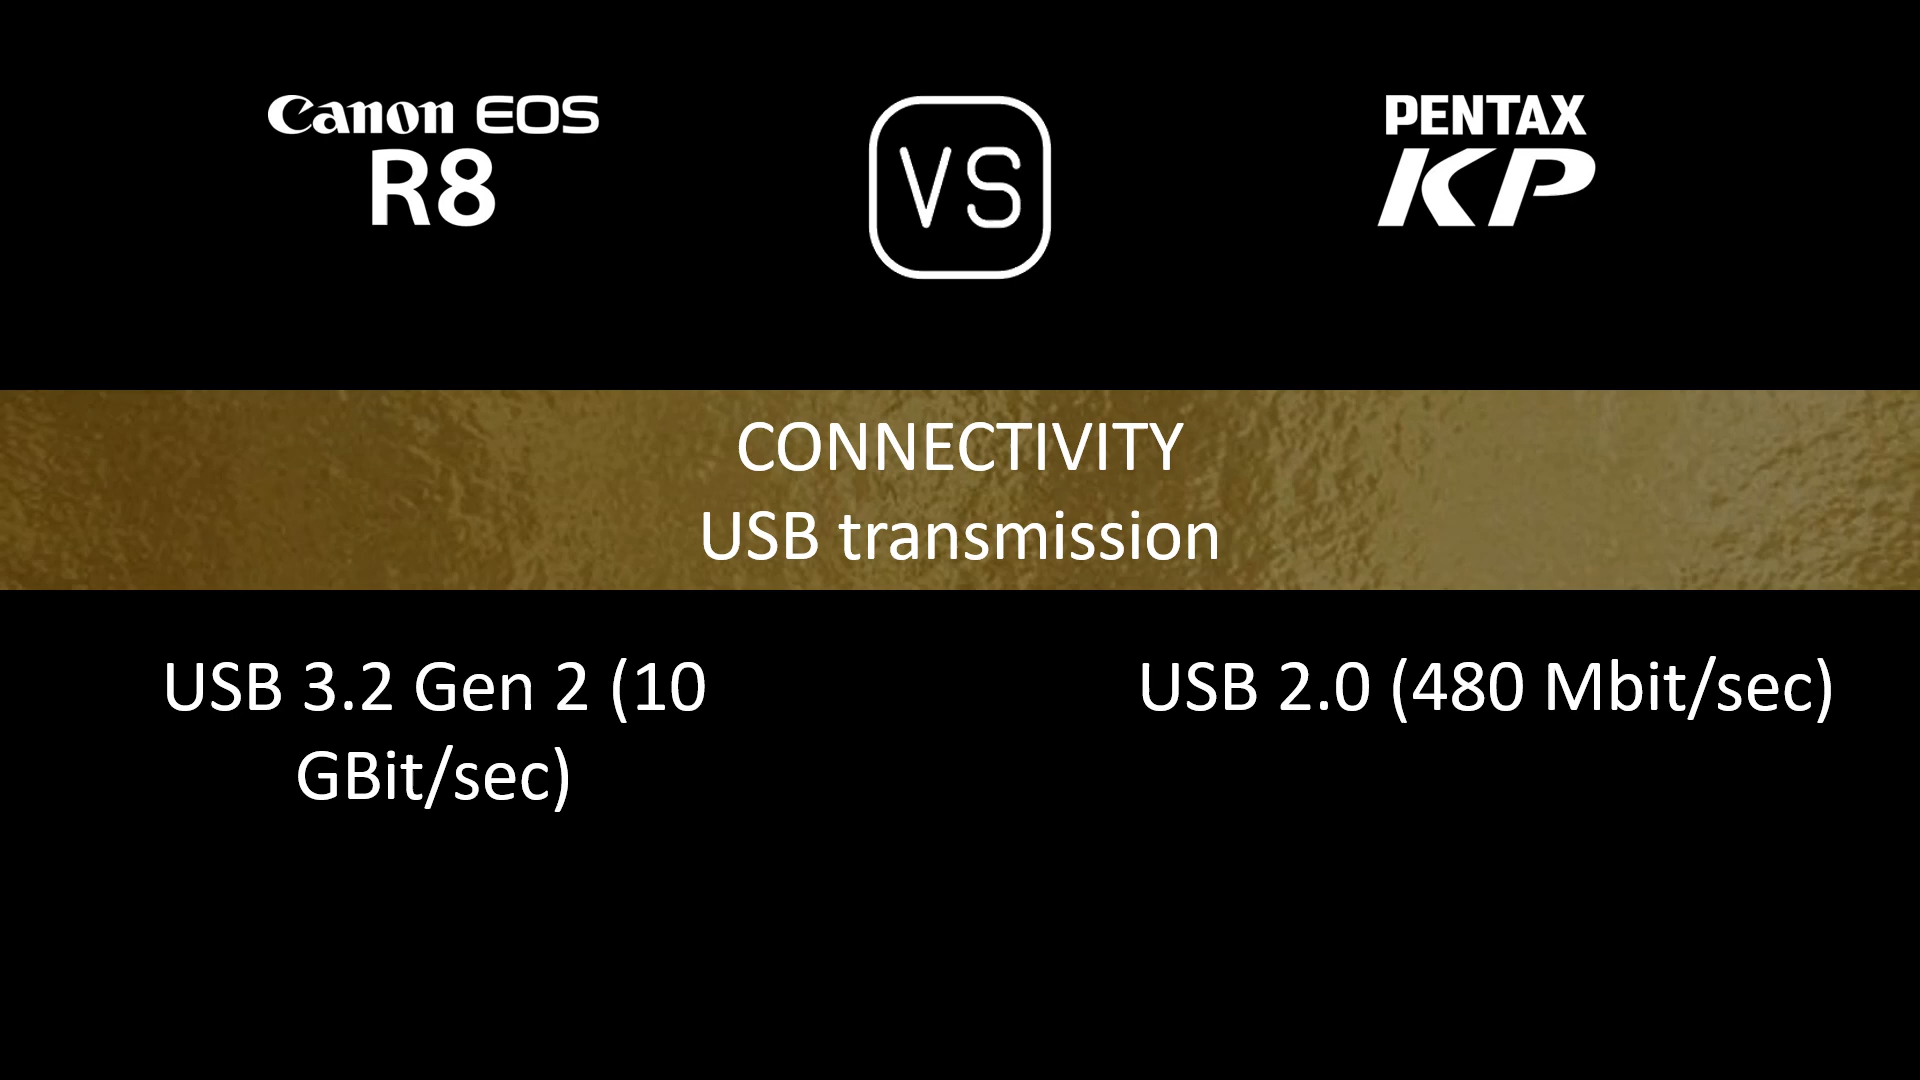 Canon EOS
R8
VS
PENTAX
KP
CONNECTIVITY
USB transmission
USB 3.2 Gen 2 (10
GBit/sec)
USB 2.0 (480 Mbit/sec)